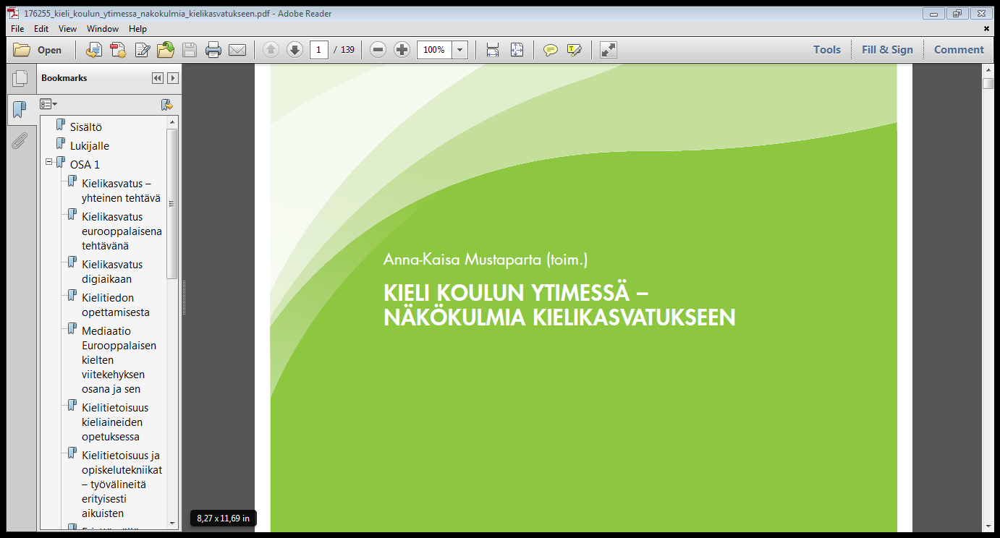 176255_kieli_koulun_ytimessa_nakokulmia_kielikasvatukseen.pdf - Adobe Reader
File Edit View Window Help
Open 1 / 139 100% Tools Fill & Sign Comment
Bookmarks
Sisältö
Lukijalle
OSA 1
Kielikasvatus –
yhteinen tehtävä
Kielikasvatus
eurooppalaisena
tehtävänä
Kielikasvatus
digiaikaan
Kielitiedon
opettamisesta
Mediaatio
Eurooppalaisen
kielten
viitekehyksen
osana ja sen
Kielitietoisuus
kieliaineiden
opetuksessa
Kielitietoisuus ja
opiskelutekniikat
– työvälineitä
erityisesti
aikuisten
Anna-Kaisa Mustaparta (toim.)
KIELI KOULUN YTIMESSÄ –
NÄKÖKULMIA KIELIKASVATUKSEEN
8,27 x 11,69 in